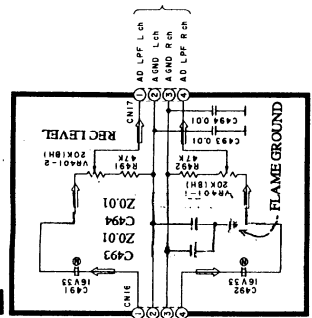 AD LPF L ch
A GND L ch
A GND R ch
AD LPF R ch
CN17
1
2
3
4
REC LEVEL
VR401-2
20K(BH)
R491
47K
C494 0.01
C493 0.01
R492
47K
VR401-1
20K(BH)
Z0.01
C494
Z0.01
C493
FLAME GROUND
C491
16V33
C492
16V33
CN16
1
2
3
4